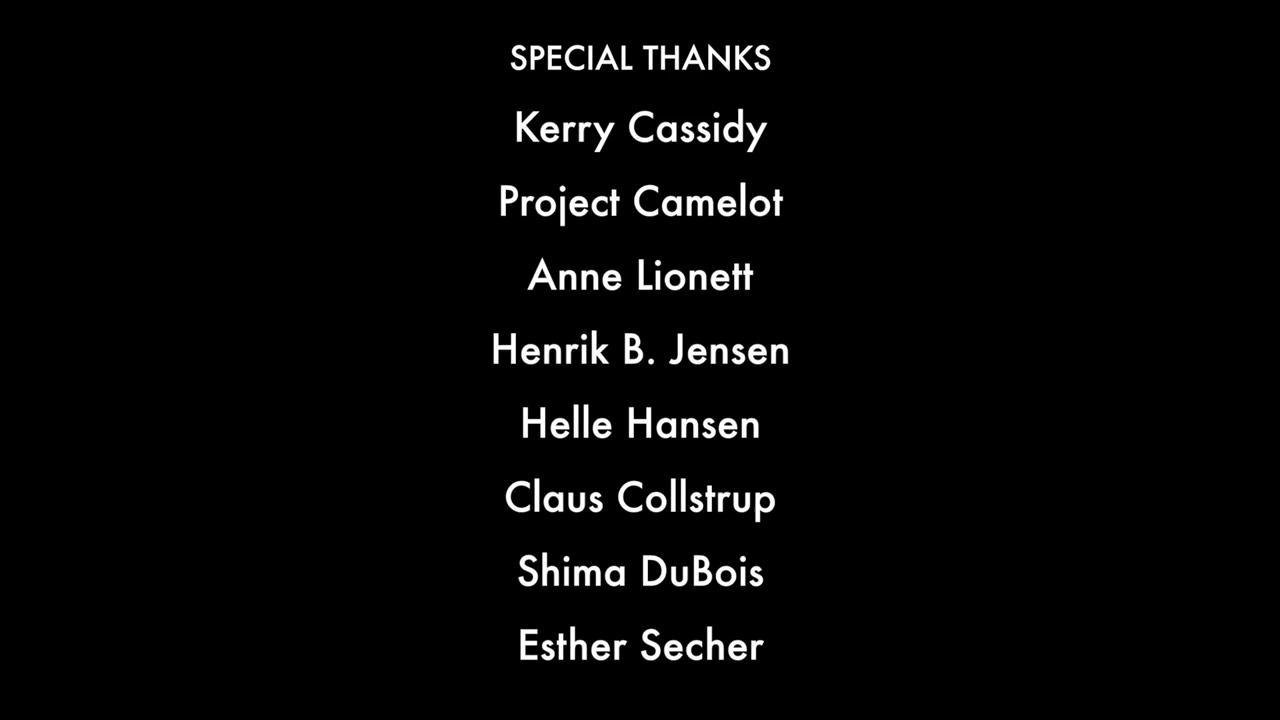 SPECIAL THANKS
Kerry Cassidy
Project Camelot
Anne Lionett
Henrik B. Jensen
Helle Hansen
Claus Collstrup
Shima DuBois
Esther Secher